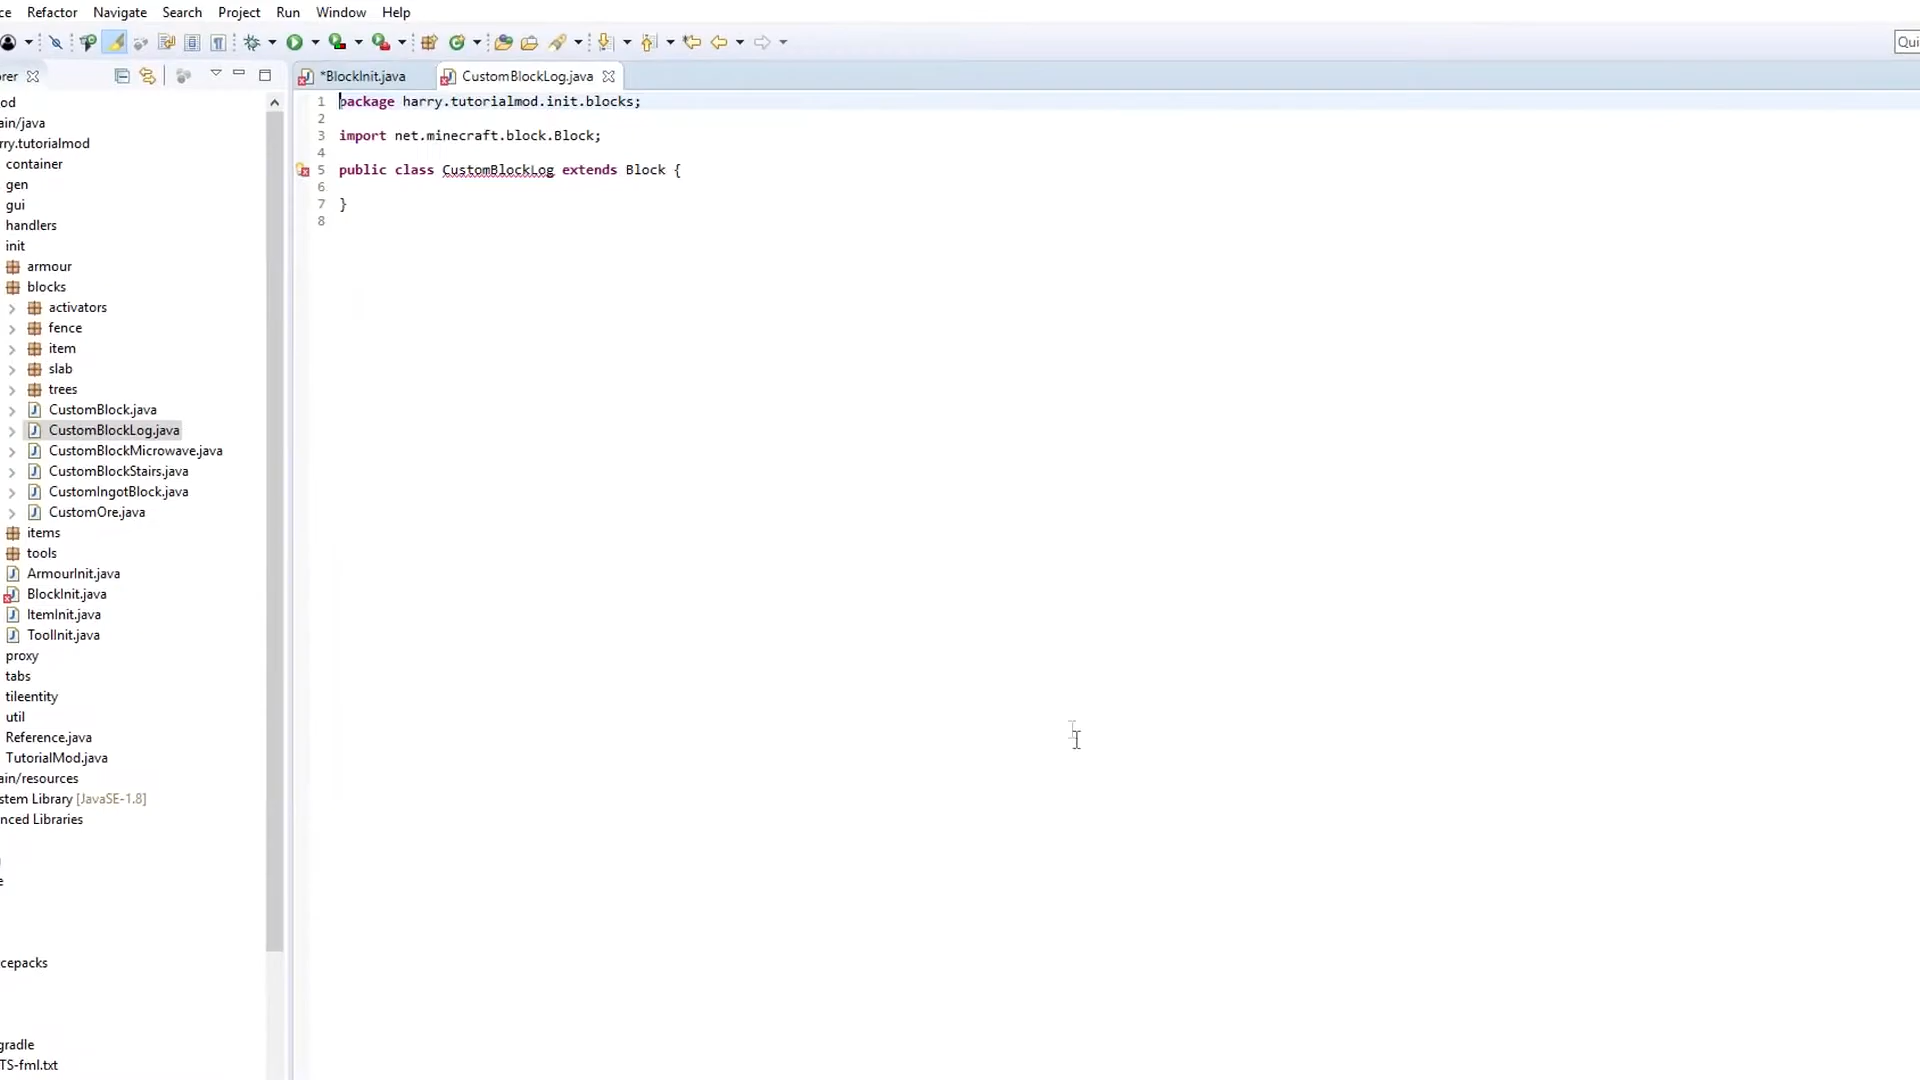 ce Refactor Navigate Search Project Run Window Help
Qui
rer
*BlockInit.java CustomBlockLog.java
1 package harry.tutorialmod.init.blocks;
2
3 import net.minecraft.block.Block;
4
5 public class CustomBlockLog extends Block {
6
7 }
8
od
ain/java
rry.tutorialmod
container
gen
gui
handlers
init
armour
blocks
activators
fence
item
slab
trees
CustomBlock.java
CustomBlockLog.java
CustomBlockMicrowave.java
CustomBlockStairs.java
CustomIngotBlock.java
CustomOre.java
items
tools
ArmourInit.java
BlockInit.java
ItemInit.java
ToolInit.java
proxy
tabs
tileentity
util
Reference.java
TutorialMod.java
ain/resources
stem Library [JavaSE-1.8]
nced Libraries
e
cepacks
gradle
TS-fml.txt